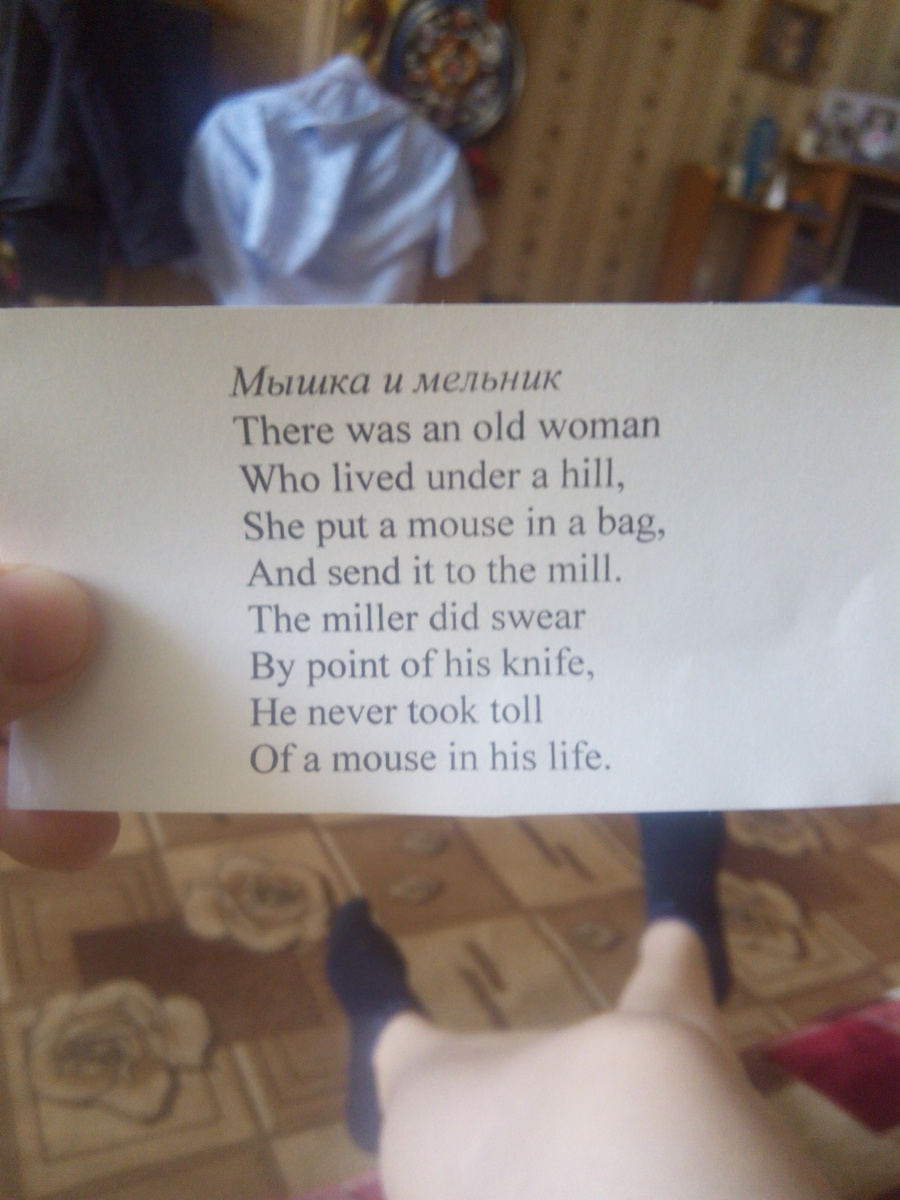 Мышка и мельник
There was an old woman
Who lived under a hill,
She put a mouse in a bag,
And send it to the mill.
The miller did swear
By point of his knife,
He never took toll
Of a mouse in his life.